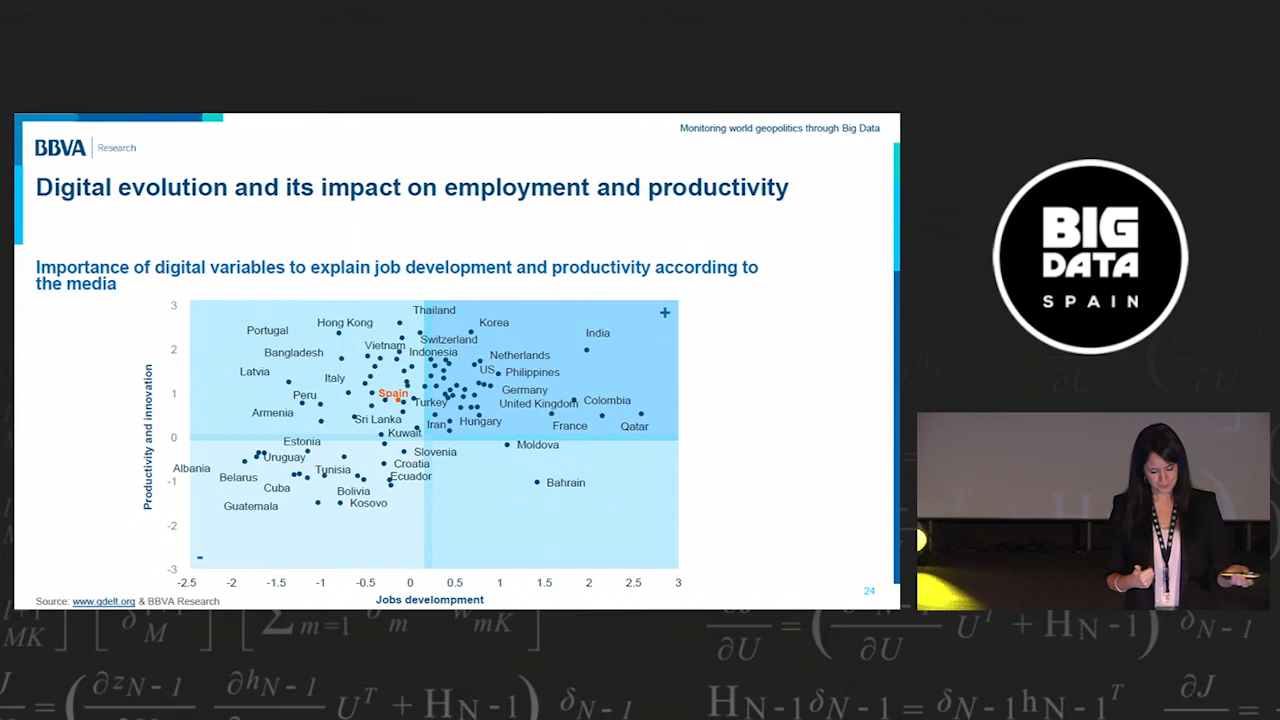 Monitoring world geopolitics through Big Data
BBVA Research
Digital evolution and its impact on employment and productivity
Importance of digital variables to explain job development and productivity according to
the media
Productivity and innovation
3
2
1
0
-1
-2
-3
+
-
Thailand
Hong Kong
Korea
Portugal
India
Switzerland
Vietnam
Indonesia
Bangladesh
Netherlands
Latvia
US
Philippines
Italy
Germany
Peru
Spain
Turkey
United Kingdom
Colombia
Armenia
Sri Lanka
Iran
Hungary
France
Qatar
Kuwait
Estonia
Moldova
Uruguay
Slovenia
Albania
Tunisia
Croatia
Belarus
Ecuador
Bahrain
Cuba
Bolivia
Guatemala
Kosovo
-2.5
-2
-1.5
-1
-0.5
0
0.5
1
1.5
2
2.5
3
Jobs develompment
Source: www.gdelt.org & BBVA Research
24
BIG
DATA
SPAIN